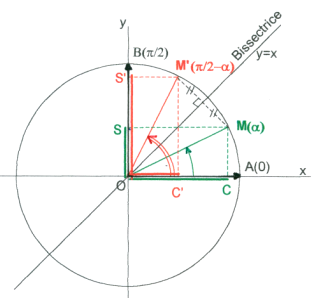 y
Bissectrice
B(π/2)
y=x
M'(π/2-α)
S'
S
M(α)
A(0)
x
O
C'
C